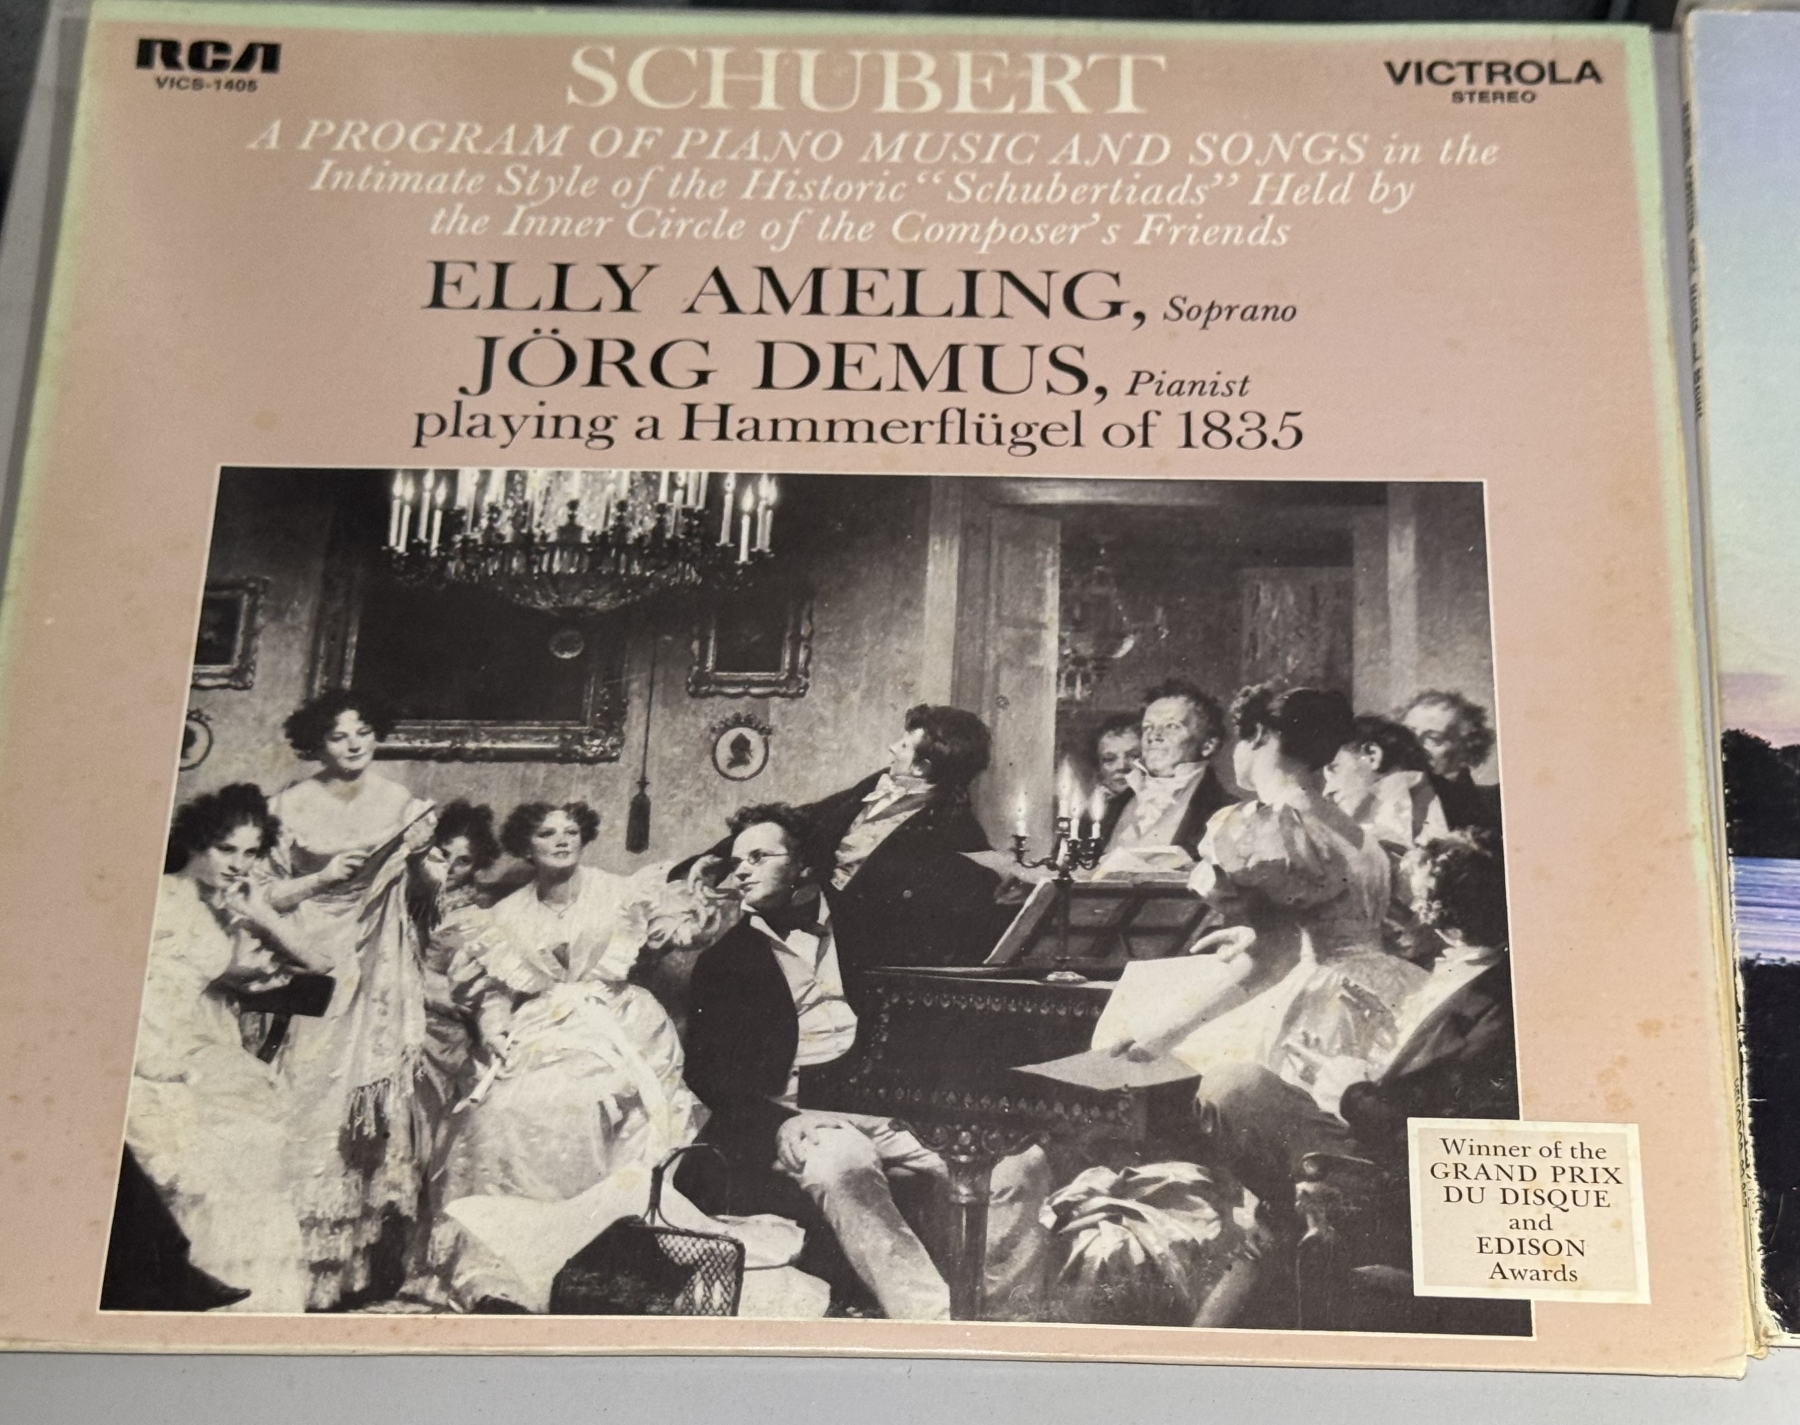 RCA
VICS-1405
SCHUBERT
VICTROLA
STEREO
A PROGRAM OF PIANO MUSIC AND SONGS in the
Intimate Style of the Historic “Schubertiads” Held by
the Inner Circle of the Composer’s Friends
ELLY AMELING, Soprano
JÖRG DEMUS, Pianist
playing a Hammerflügel of 1835
Winner of the
GRAND PRIX
DU DISQUE
and
EDISON
Awards